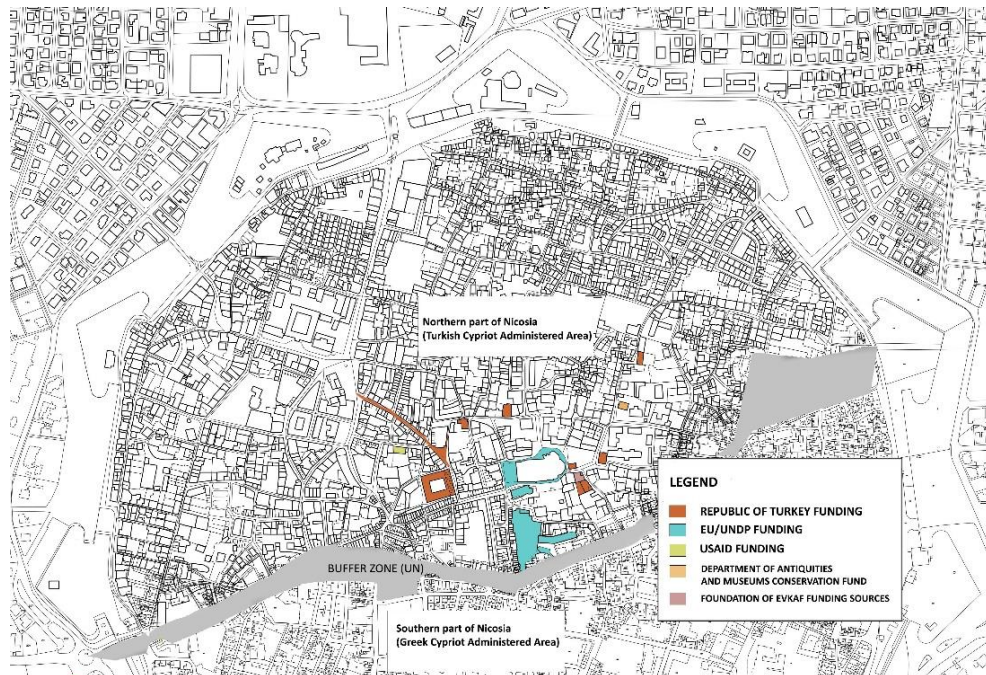 Northern part of Nicosia
(Turkish Cypriot Administered Area)
LEGEND
REPUBLIC OF TURKEY FUNDING
EU/UNDP FUNDING
USAID FUNDING
DEPARTMENT OF ANTIQUITIES
AND MUSEUMS CONSERVATION FUND
FOUNDATION OF EVKAF FUNDING SOURCES
BUFFER ZONE (UN)
Southern part of Nicosia
(Greek Cypriot Administered Area)